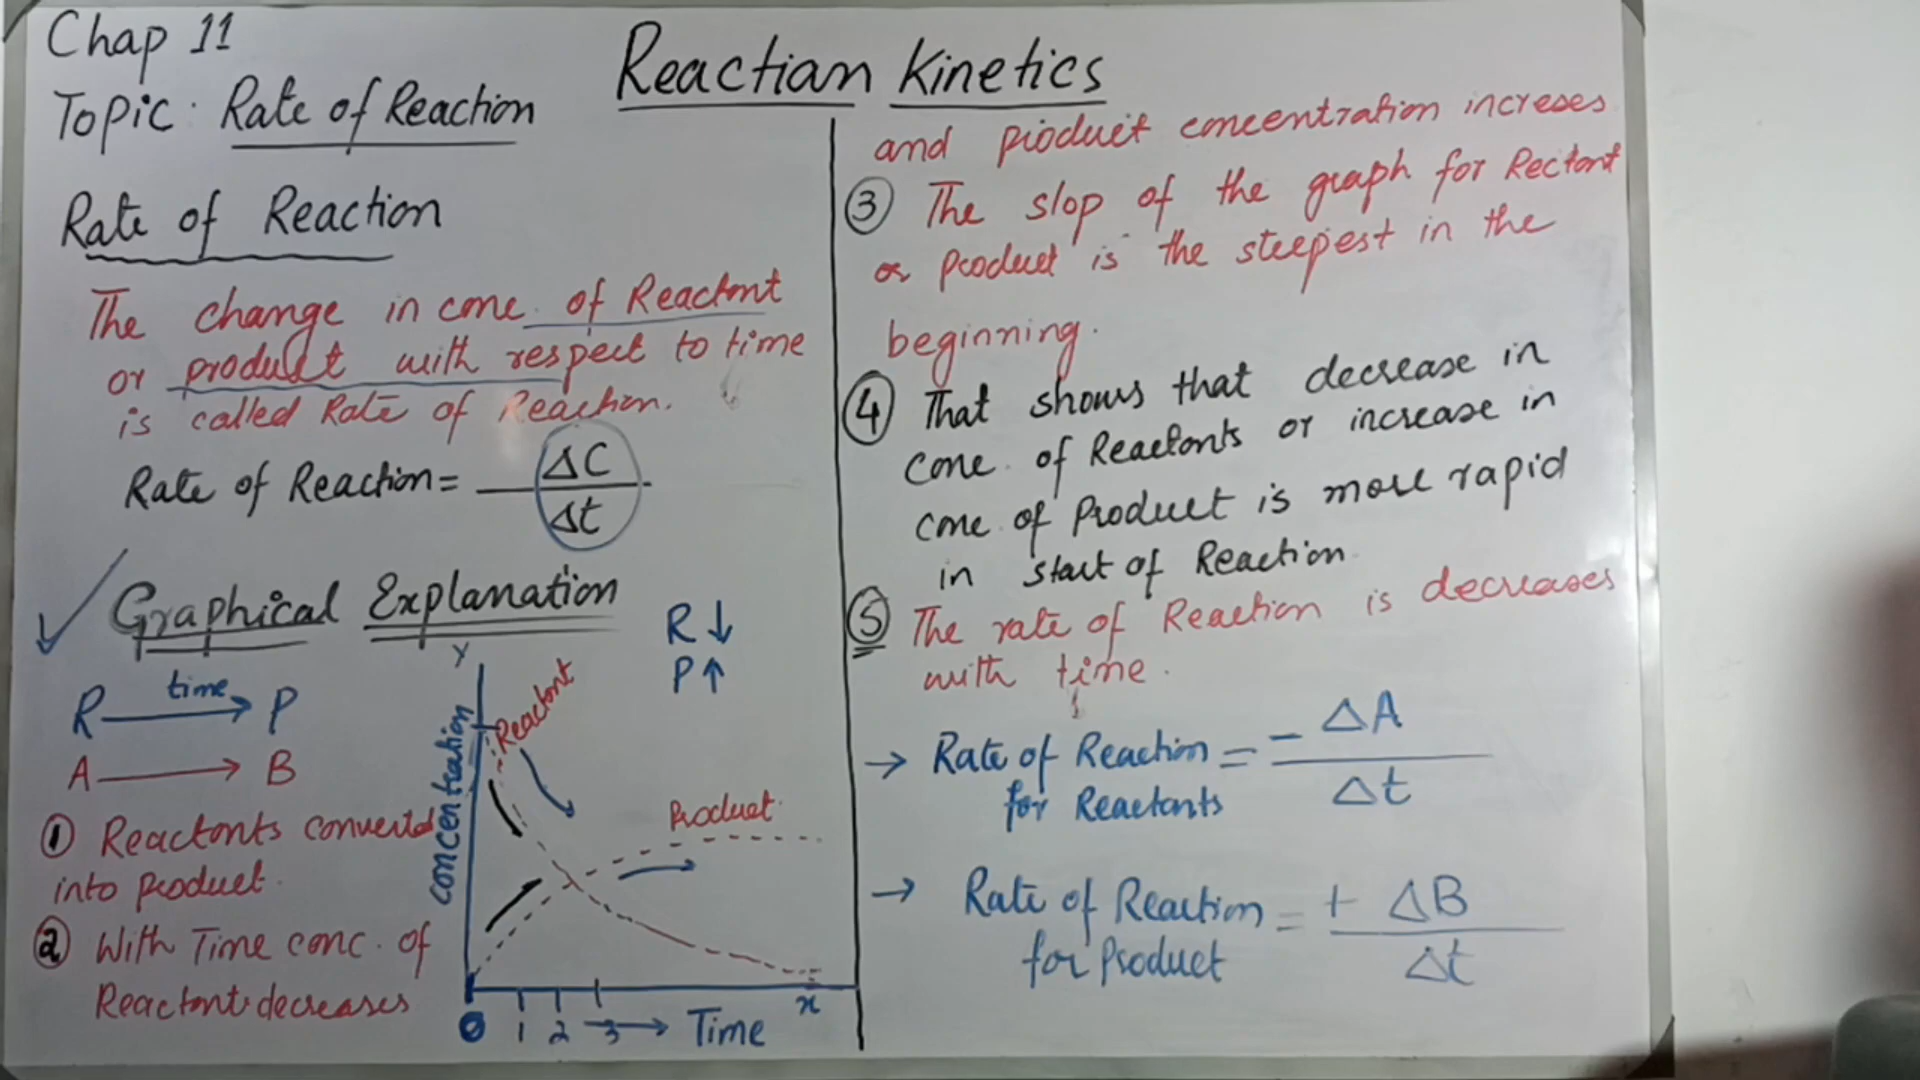 Chap 11
Reactian Kinetics
Topic: Rate of Reaction
Rate of Reaction
The change in conc. of Reactont
or product with respect to time
is called Rate of Reaction.
Rate of Reaction = ΔC
Δt
Graphical Explanation
R ↓
P ↑
R time → P
A → B
① Reactonts converted
into product.
② With Time conc. of
Reactont decreases
Y
concentration
Reactont
Product
0 1 2 3 → Time
x
and product concentration increses
③ The slop of the graph for Rectont
or product is the steepest in the
beginning.
④ That shows that decrease in
conc. of Reactonts or increase in
conc. of Product is more rapid
in start of Reaction.
⑤ The rate of Reaction is decreases
with time.
→ Rate of Reaction = - ΔA
for Reactants Δt
→ Rate of Reaction = + ΔB
for Product Δt